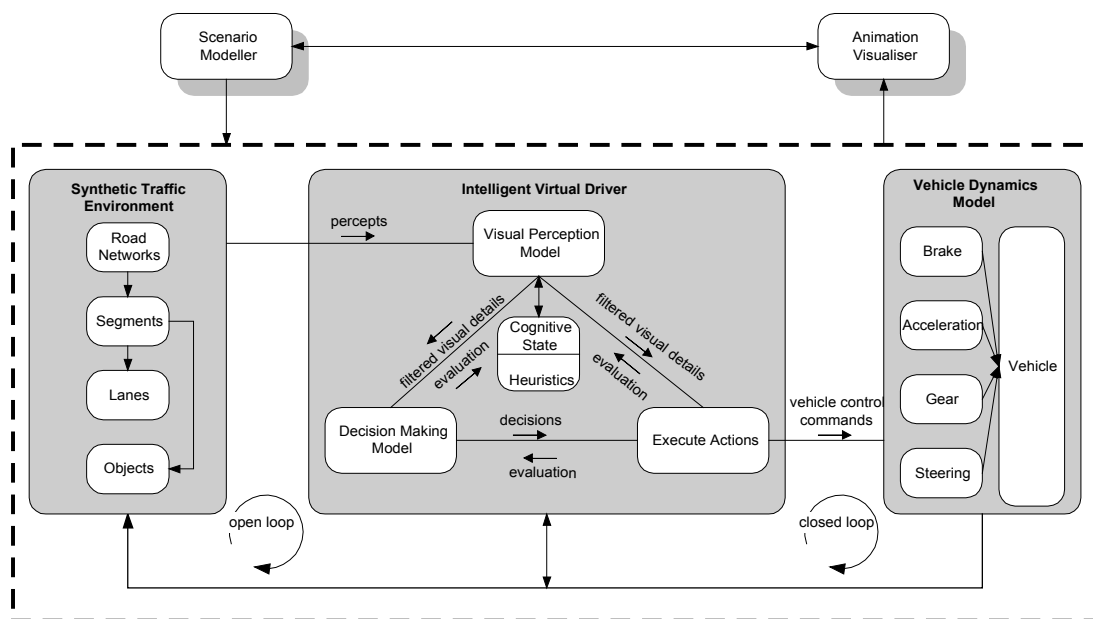 Scenario
Modeller
Animation
Visualiser
Synthetic Traffic
Environment
Road
Networks
Segments
Lanes
Objects
percepts
Intelligent Virtual Driver
Visual Perception
Model
filtered visual details
evaluation
Cognitive
State
Heuristics
filtered visual details
evaluation
Decision Making
Model
decisions
evaluation
Execute Actions
vehicle control
commands
Vehicle Dynamics
Model
Brake
Acceleration
Gear
Steering
Vehicle
open loop
closed loop